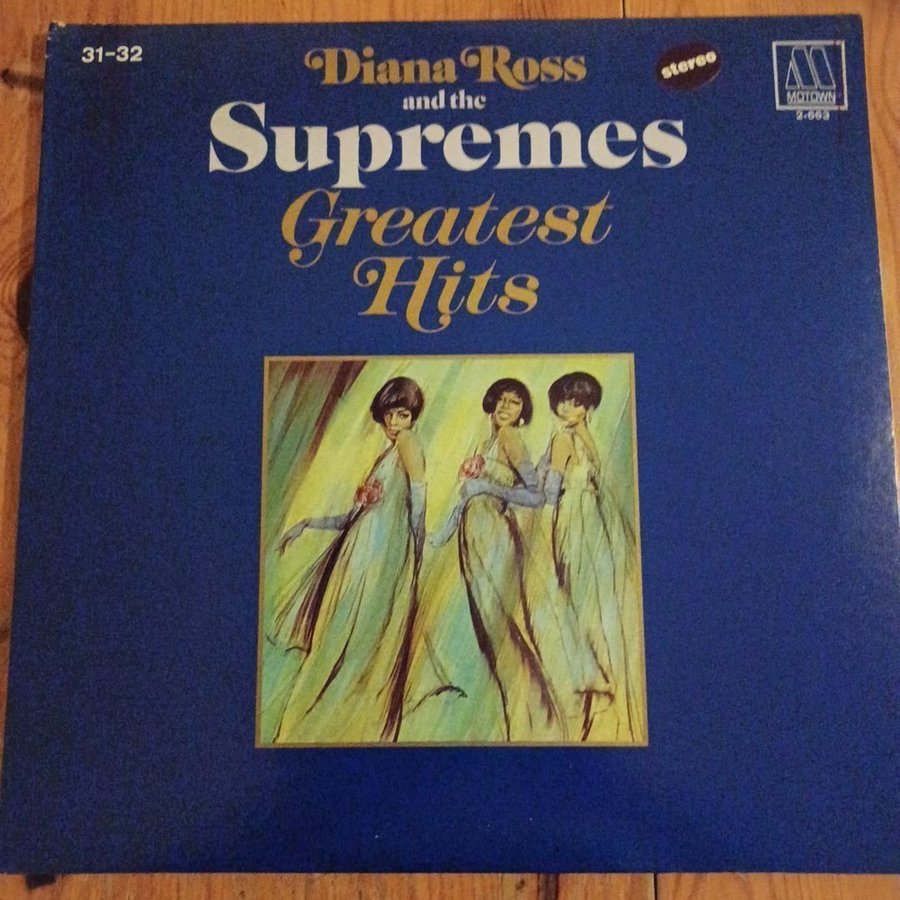 31-32
Diana Ross
and the
Supremes
Greatest
Hits
stereo
MOTOWN
2-663